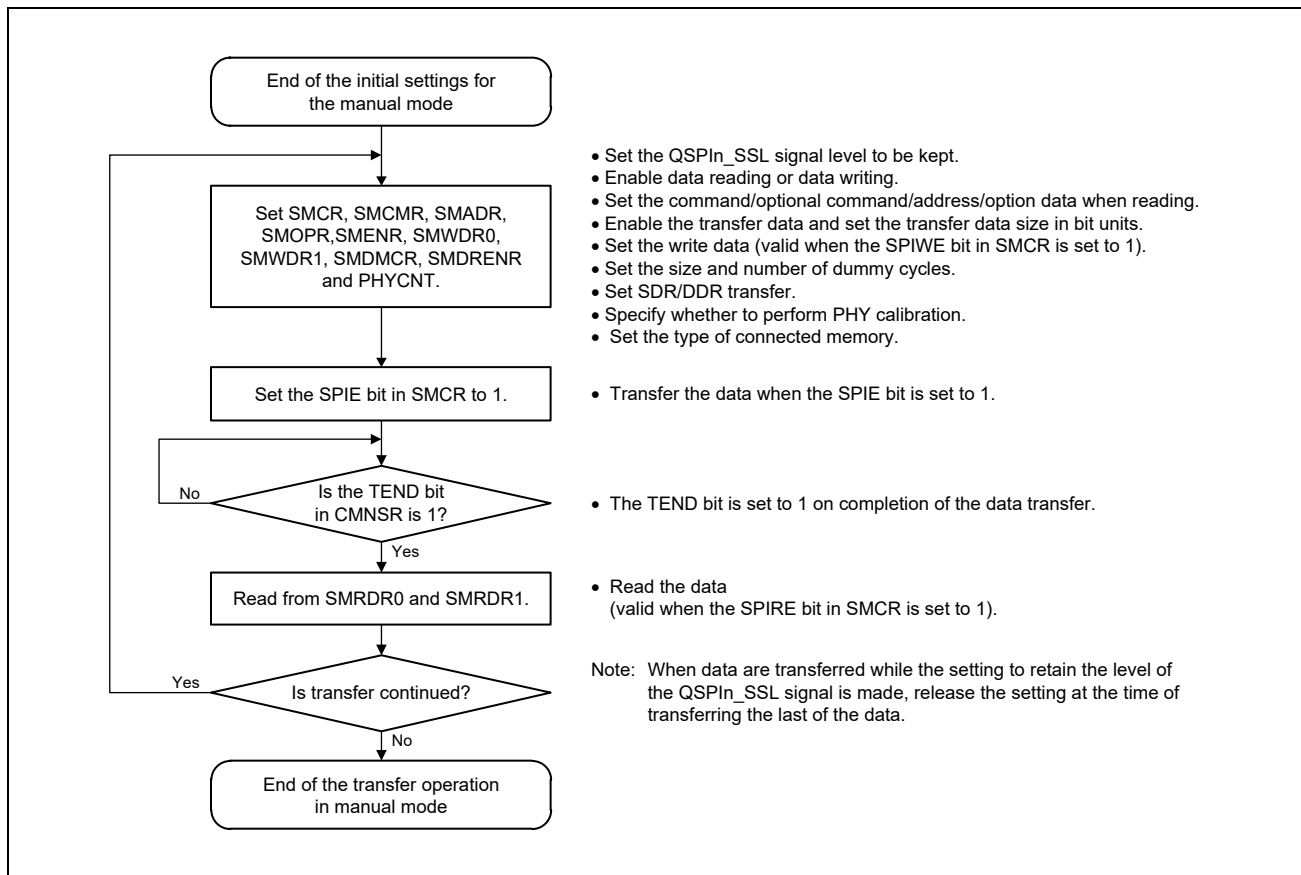 End of the initial settings for
the manual mode
• Set the QSPIn_SSL signal level to be kept.
• Enable data reading or data writing.
• Set the command/optional command/address/option data when reading.
• Enable the transfer data and set the transfer data size in bit units.
• Set the write data (valid when the SPIWE bit in SMCR is set to 1).
• Set the size and number of dummy cycles.
• Set SDR/DDR transfer.
• Specify whether to perform PHY calibration.
• Set the type of connected memory.
Set SMCR, SMCMR, SMADR,
SMOPR,SMENR, SMWDR0,
SMWDR1, SMDMCR, SMDRENR
and PHYCNT.
Set the SPIE bit in SMCR to 1.
• Transfer the data when the SPIE bit is set to 1.
No
Is the TEND bit
in CMNSR is 1?
• The TEND bit is set to 1 on completion of the data transfer.
Yes
Read from SMRDR0 and SMRDR1.
• Read the data
(valid when the SPIRE bit in SMCR is set to 1).
Yes
Is transfer continued?
Note: When data are transferred while the setting to retain the level of
the QSPIn_SSL signal is made, release the setting at the time of
transferring the last of the data.
No
End of the transfer operation
in manual mode